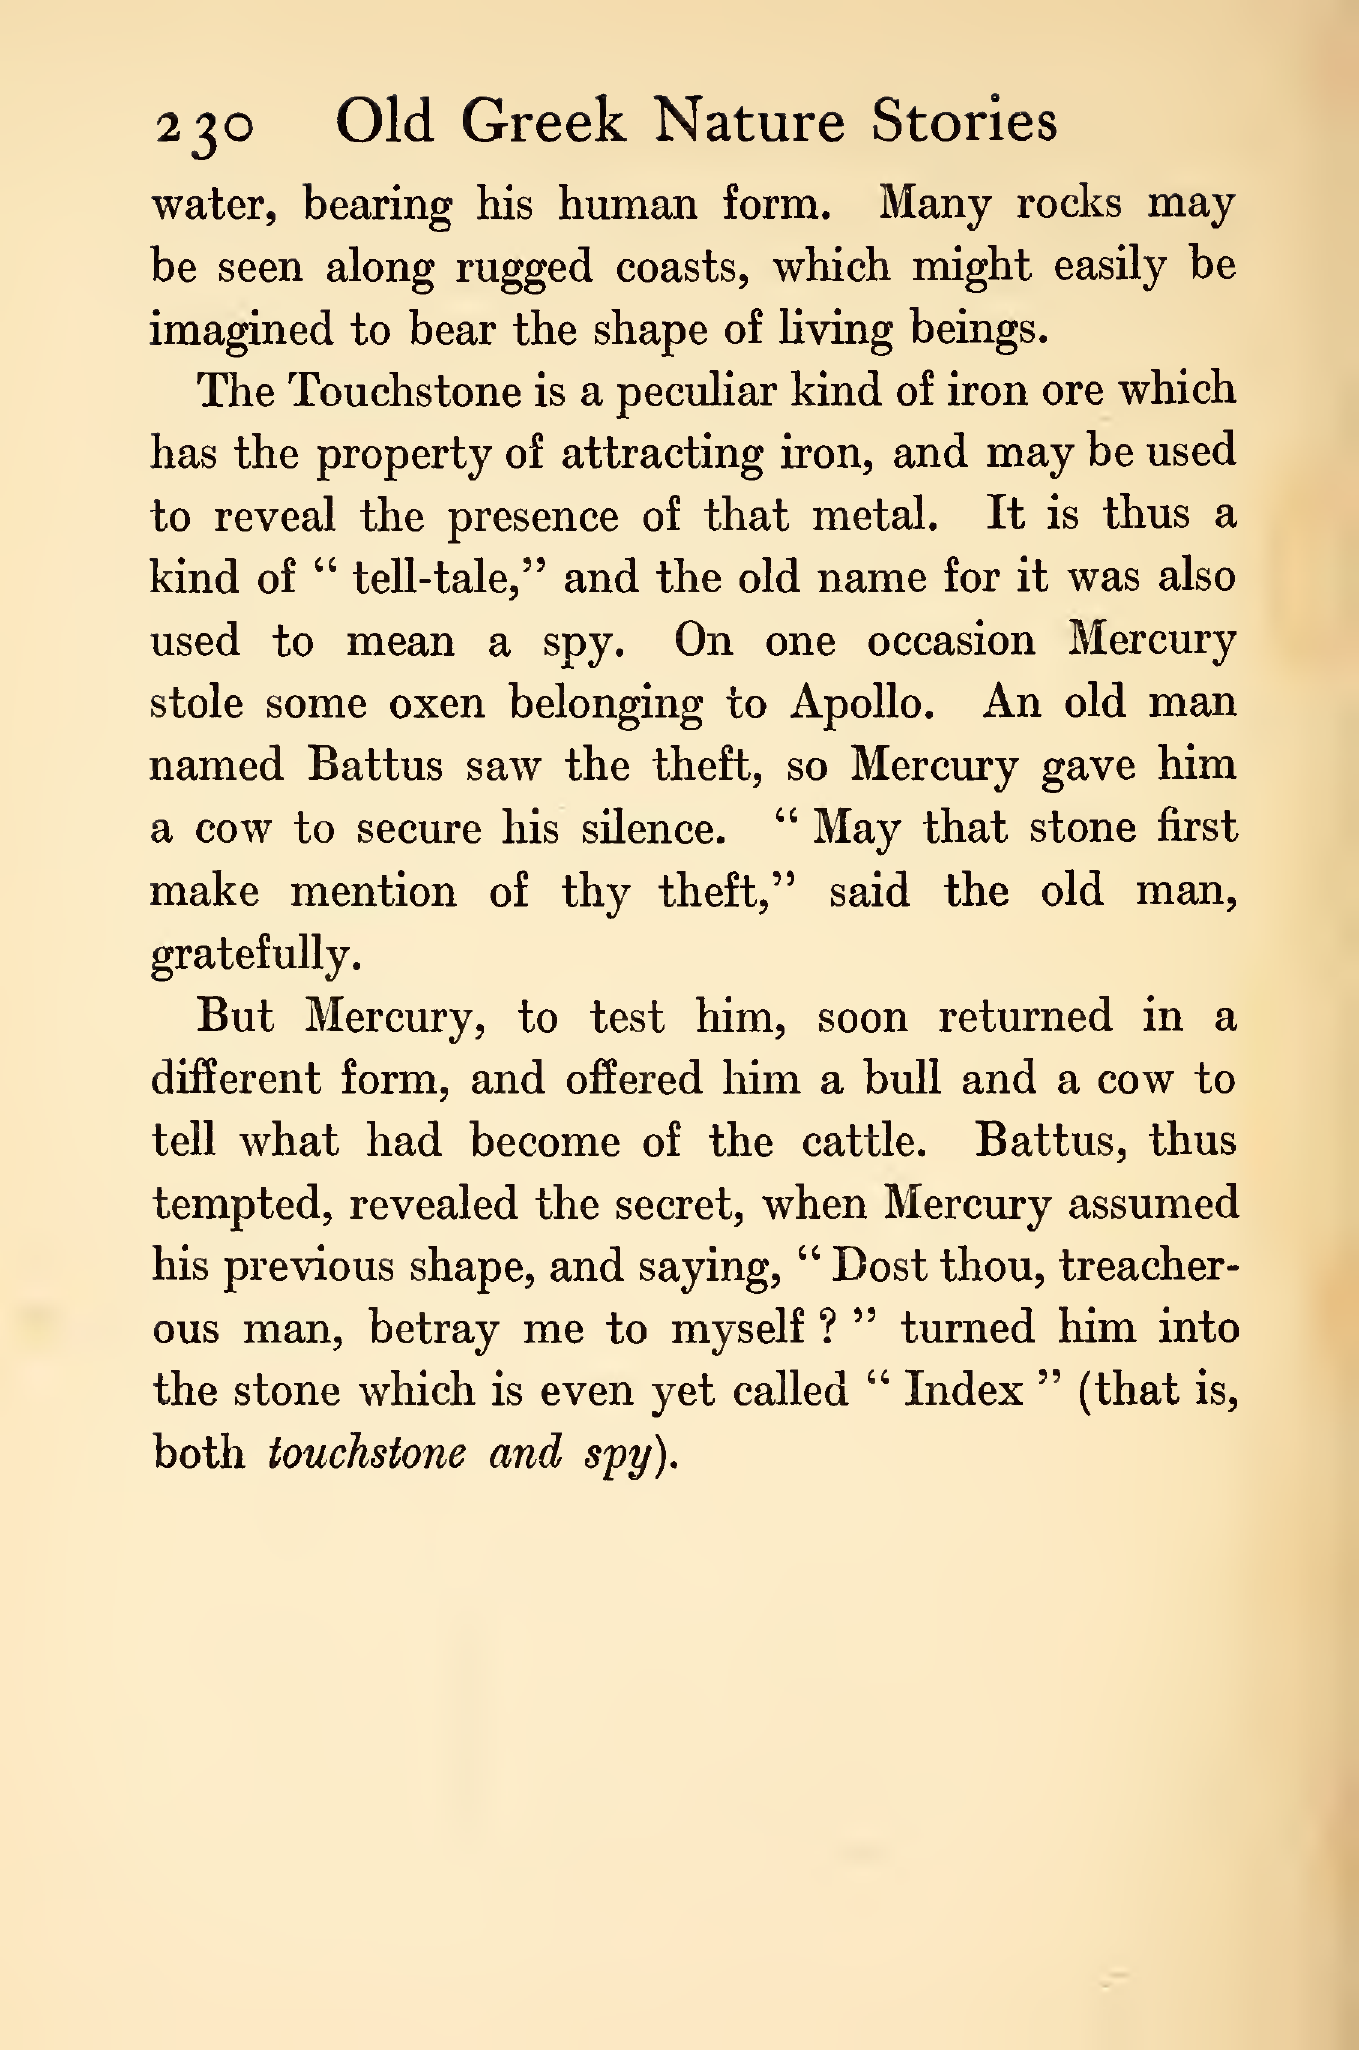 230 Old Greek Nature Stories
water, bearing his human form. Many rocks may
be seen along rugged coasts, which might easily be
imagined to bear the shape of living beings.
The Touchstone is a peculiar kind of iron ore which
has the property of attracting iron, and may be used
to reveal the presence of that metal. It is thus a
kind of “ tell-tale,” and the old name for it was also
used to mean a spy. On one occasion Mercury
stole some oxen belonging to Apollo. An old man
named Battus saw the theft, so Mercury gave him
a cow to secure his silence. “ May that stone first
make mention of thy theft,” said the old man,
gratefully.
But Mercury, to test him, soon returned in a
different form, and offered him a bull and a cow to
tell what had become of the cattle. Battus, thus
tempted, revealed the secret, when Mercury assumed
his previous shape, and saying, “ Dost thou, treacher-
ous man, betray me to myself ? ” turned him into
the stone which is even yet called “ Index ” (that is,
both touchstone and spy).